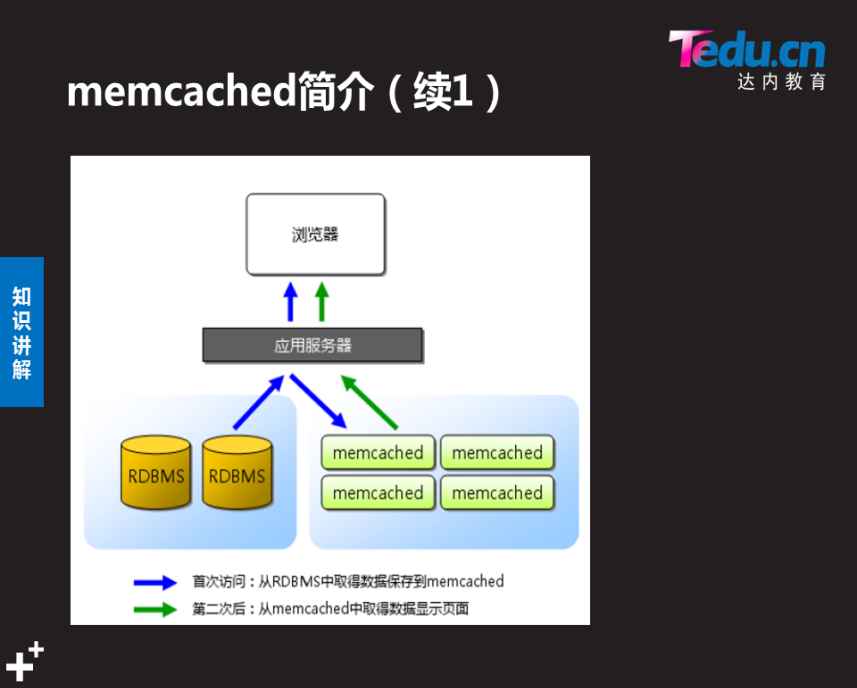 Tedu.cn
达内教育
memcached简介（续1）
浏览器
应用服务器
知识讲解
RDBMS RDBMS
memcached memcached
memcached memcached
首次访问：从RDBMS中取得数据保存到memcached
第二次后：从memcached中取得数据显示页面